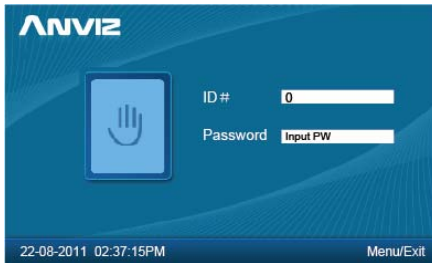 ANVIZ
ID # 0
Password Input PW
22-08-2011 02:37:15PM Menu/Exit